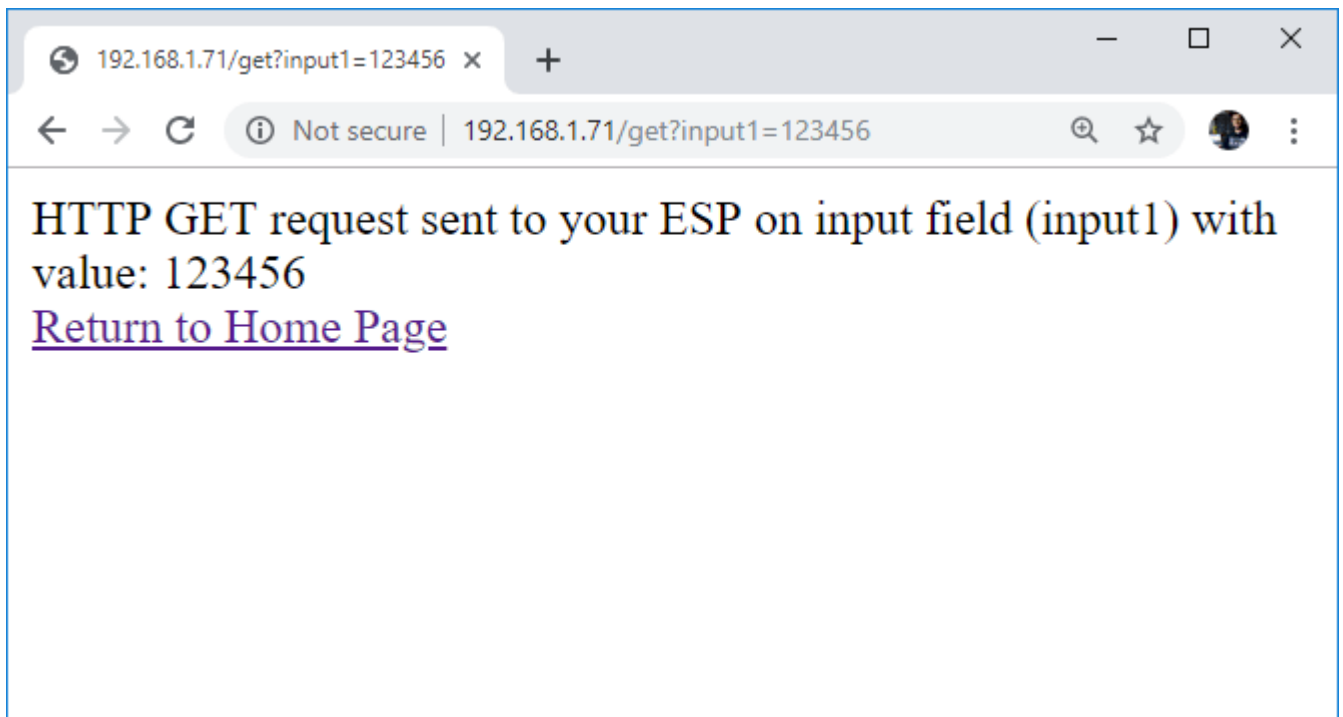 192.168.1.71/get?input1=123456
Not secure | 192.168.1.71/get?input1=123456
HTTP GET request sent to your ESP on input field (input1) with
value: 123456
Return to Home Page